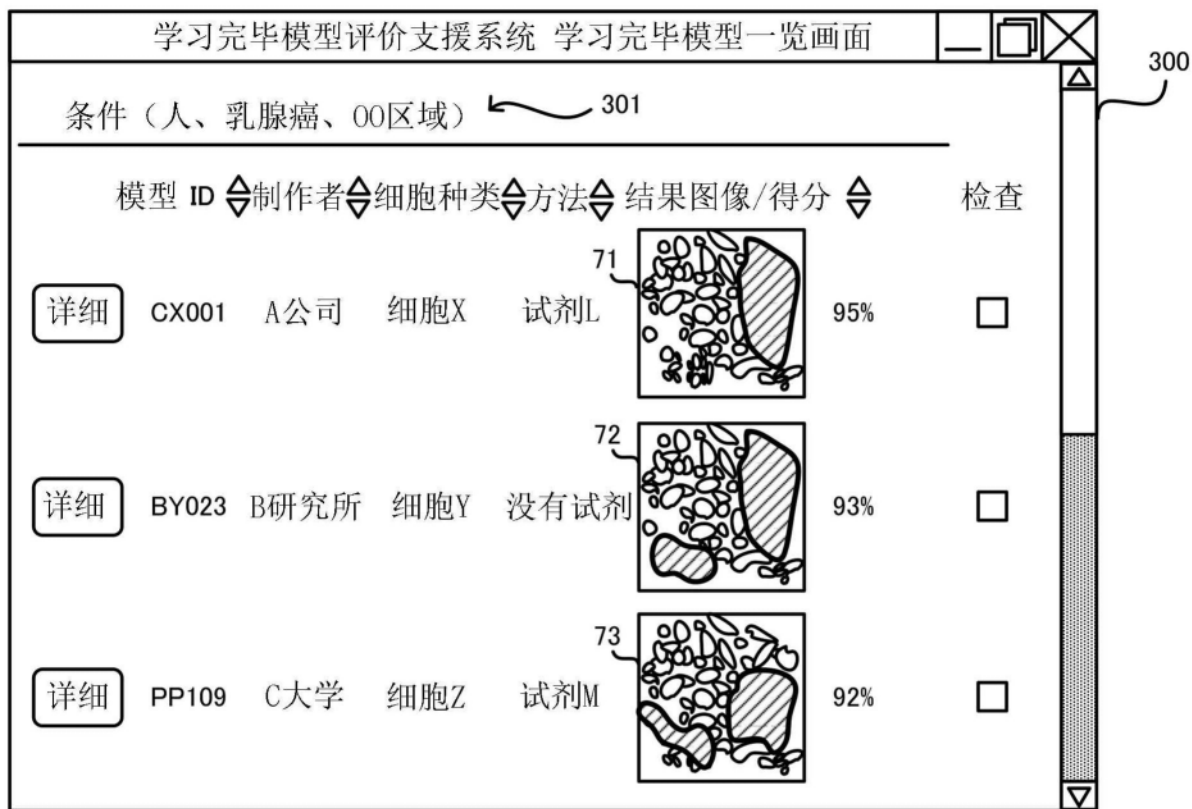 学习完毕模型评价支援系统 学习完毕模型一览画面
300
条件（人、乳腺癌、OO区域） 301
模型 ID 制作者 细胞种类 方法 结果图像/得分 检查
71
详细 CX001 A公司 细胞X 试剂L 95%
72
详细 BY023 B研究所 细胞Y 没有试剂 93%
73
详细 PP109 C大学 细胞Z 试剂M 92%